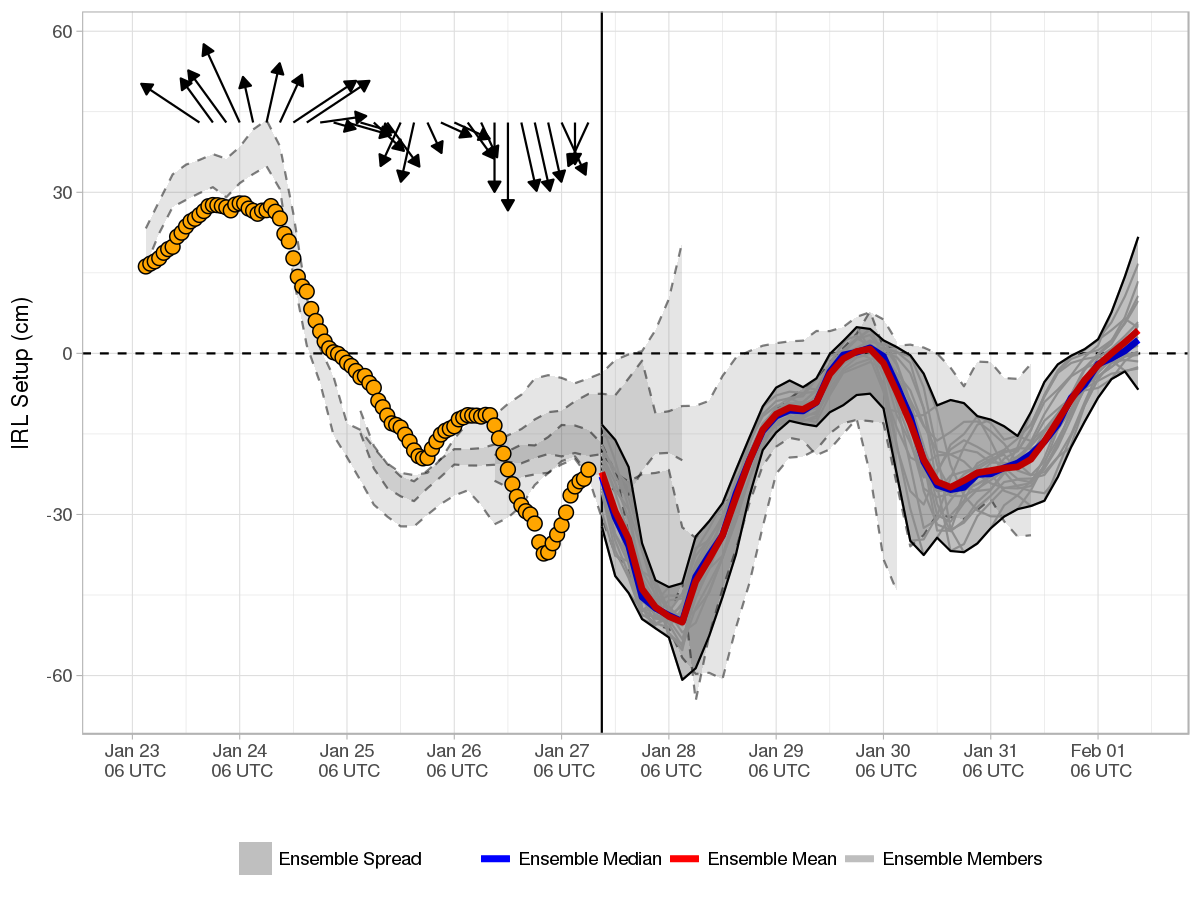 IRL Setup (cm)
60
30
0
-30
-60
Jan 23 Jan 24 Jan 25 Jan 26 Jan 27 Jan 28 Jan 29 Jan 30 Jan 31 Feb 01
06 UTC 06 UTC 06 UTC 06 UTC 06 UTC 06 UTC 06 UTC 06 UTC 06 UTC 06 UTC
Ensemble Spread Ensemble Median Ensemble Mean Ensemble Members